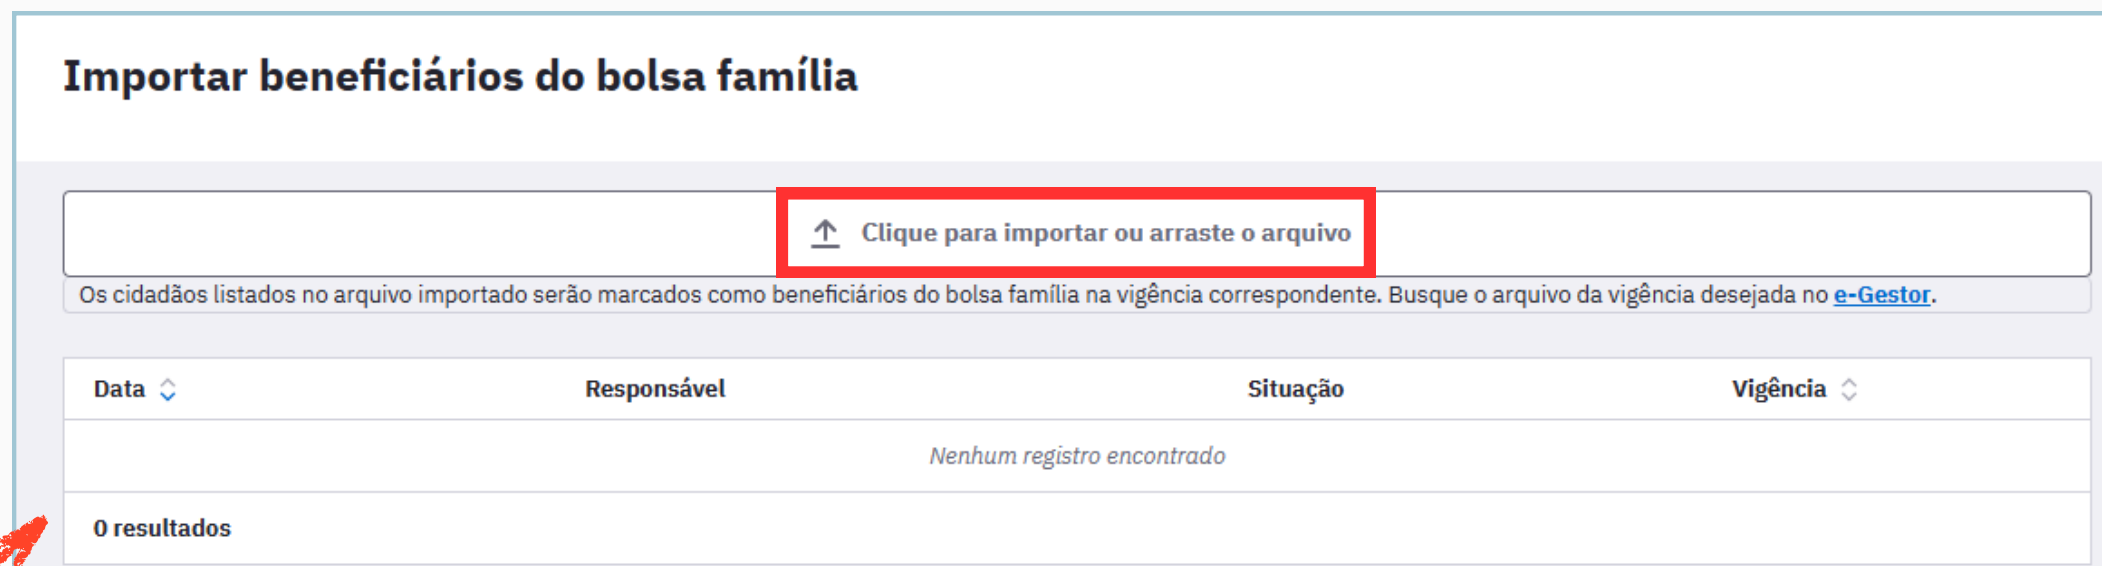 Importar beneficiários do bolsa família
Clique para importar ou arraste o arquivo
Os cidadãos listados no arquivo importado serão marcados como beneficiários do bolsa família na vigência correspondente. Busque o arquivo da vigência desejada no e-Gestor.
Data Responsável Situação Vigência
Nenhum registro encontrado
0 resultados